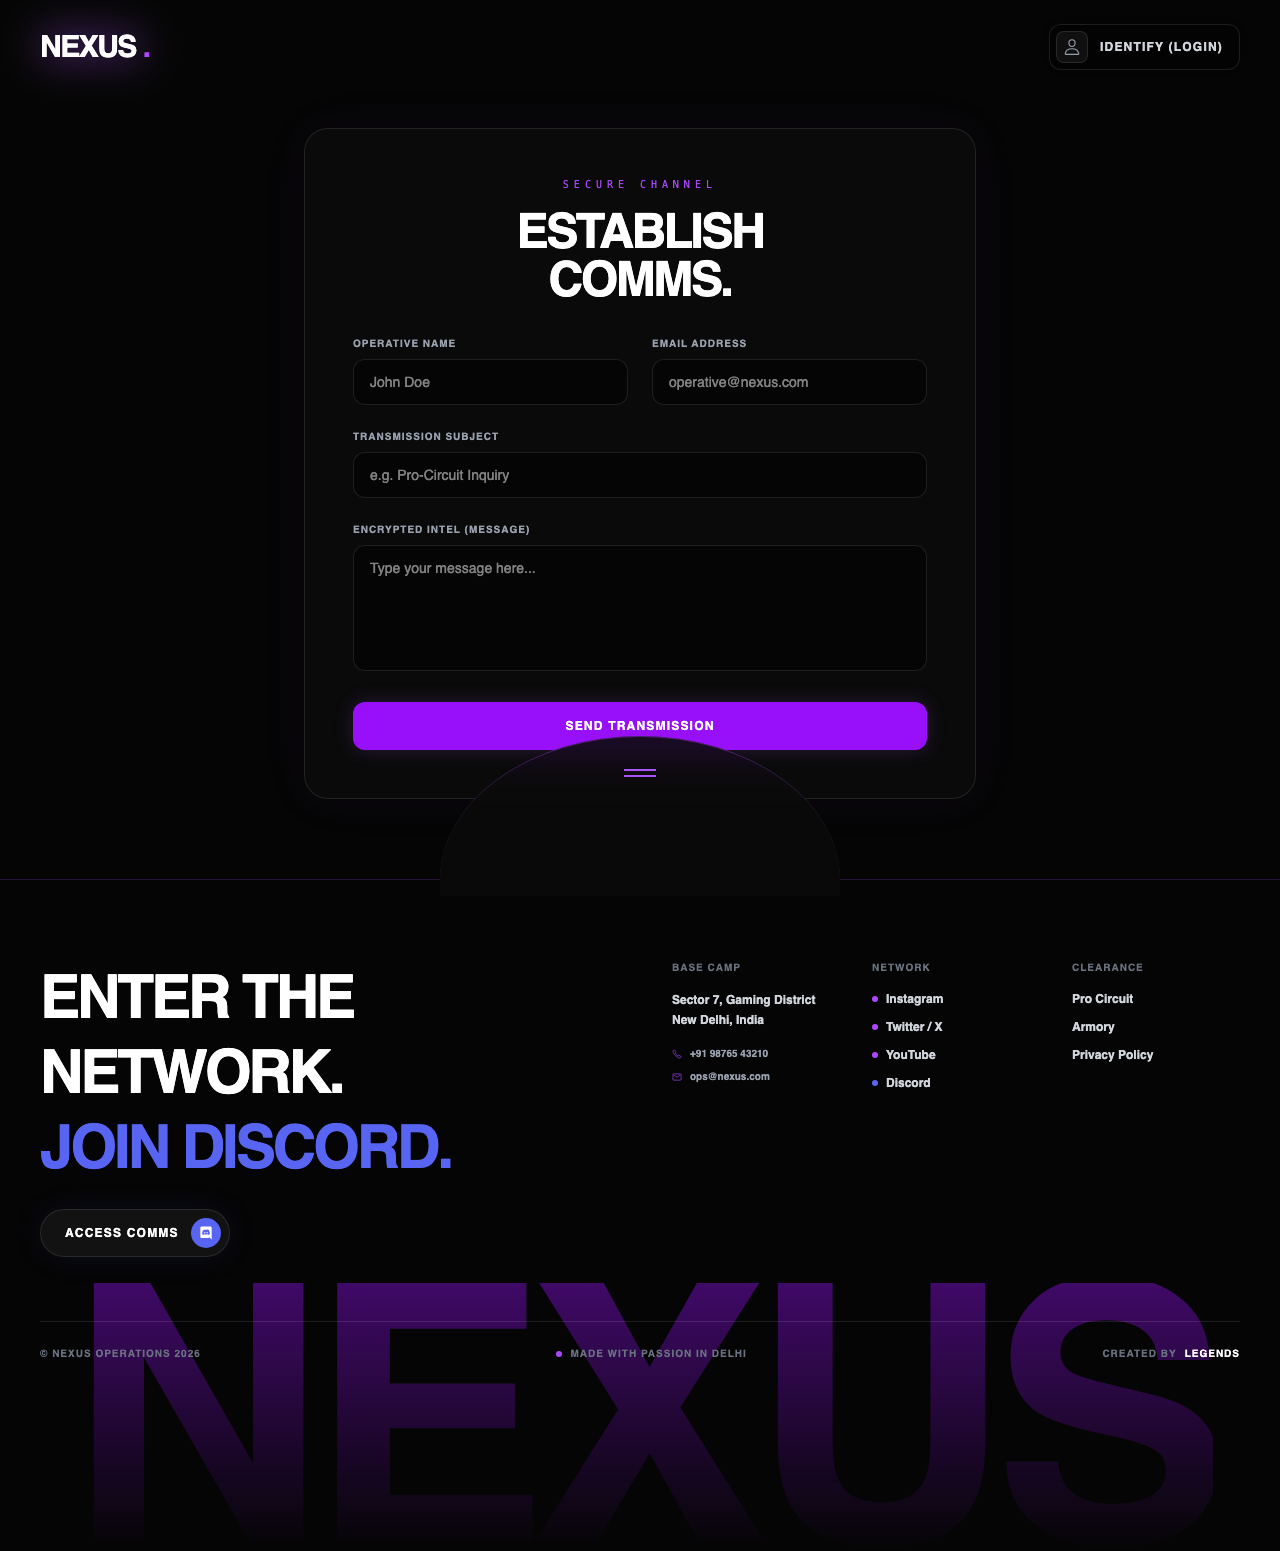 NEXUS .
IDENTIFY (LOGIN)
SECURE CHANNEL
ESTABLISH
COMMS.
OPERATIVE NAME
EMAIL ADDRESS
John Doe
operative@nexus.com
TRANSMISSION SUBJECT
e.g. Pro-Circuit Inquiry
ENCRYPTED INTEL (MESSAGE)
Type your message here...
SEND TRANSMISSION
ENTER THE
NETWORK.
JOIN DISCORD.
ACCESS COMMS
BASE CAMP
Sector 7, Gaming District
New Delhi, India
+91 98765 43210
ops@nexus.com
NETWORK
Instagram
Twitter / X
YouTube
Discord
CLEARANCE
Pro Circuit
Armory
Privacy Policy
NEXUS
© NEXUS OPERATIONS 2026
MADE WITH PASSION IN DELHI
CREATED BY LEGENDS